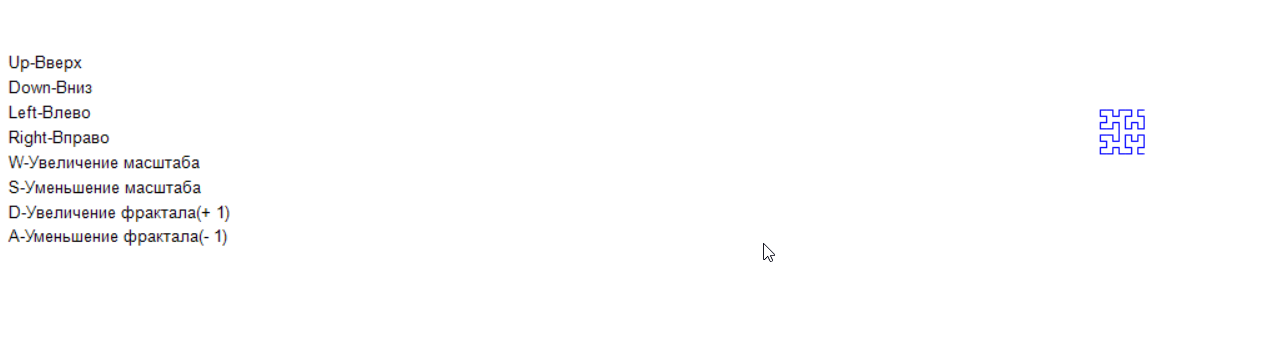 Up-Вверх
Down-Вниз
Left-Влево
Right-Вправо
W-Увеличение масштаба
S-Уменьшение масштаба
D-Увеличение фрактала(+ 1)
A-Уменьшение фрактала(- 1)